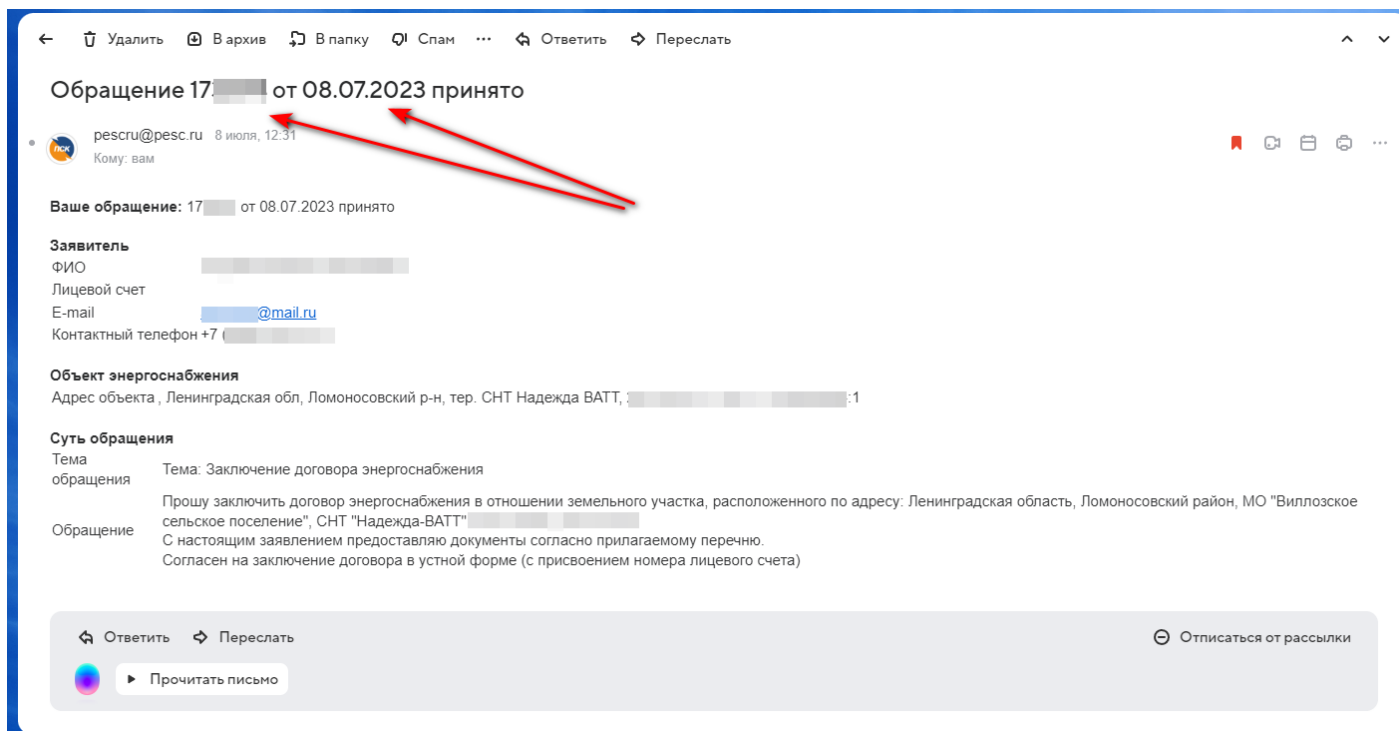 Удалить В архив В папку Спам ... Ответить Переслать
Обращение 17 от 08.07.2023 принято
pescru@pesc.ru 8 июля, 12:31
Кому: вам
ПСК
Ваше обращение: 17 от 08.07.2023 принято
Заявитель
ФИО
Лицевой счет
E-mail @mail.ru
Контактный телефон +7 (
Объект энергоснабжения
Адрес объекта , Ленинградская обл, Ломоносовский р-н, тер. СНТ Надежда ВАТТ, :1
Суть обращения
Тема
обращения
Тема: Заключение договора энергоснабжения
Обращение
Прошу заключить договор энергоснабжения в отношении земельного участка, расположенного по адресу: Ленинградская область, Ломоносовский район, МО "Виллозское
сельское поселение", СНТ "Надежда-ВАТТ"
С настоящим заявлением предоставляю документы согласно прилагаемому перечню.
Согласен на заключение договора в устной форме (с присвоением номера лицевого счета)
Ответить Переслать Отписаться от рассылки
Прочитать письмо